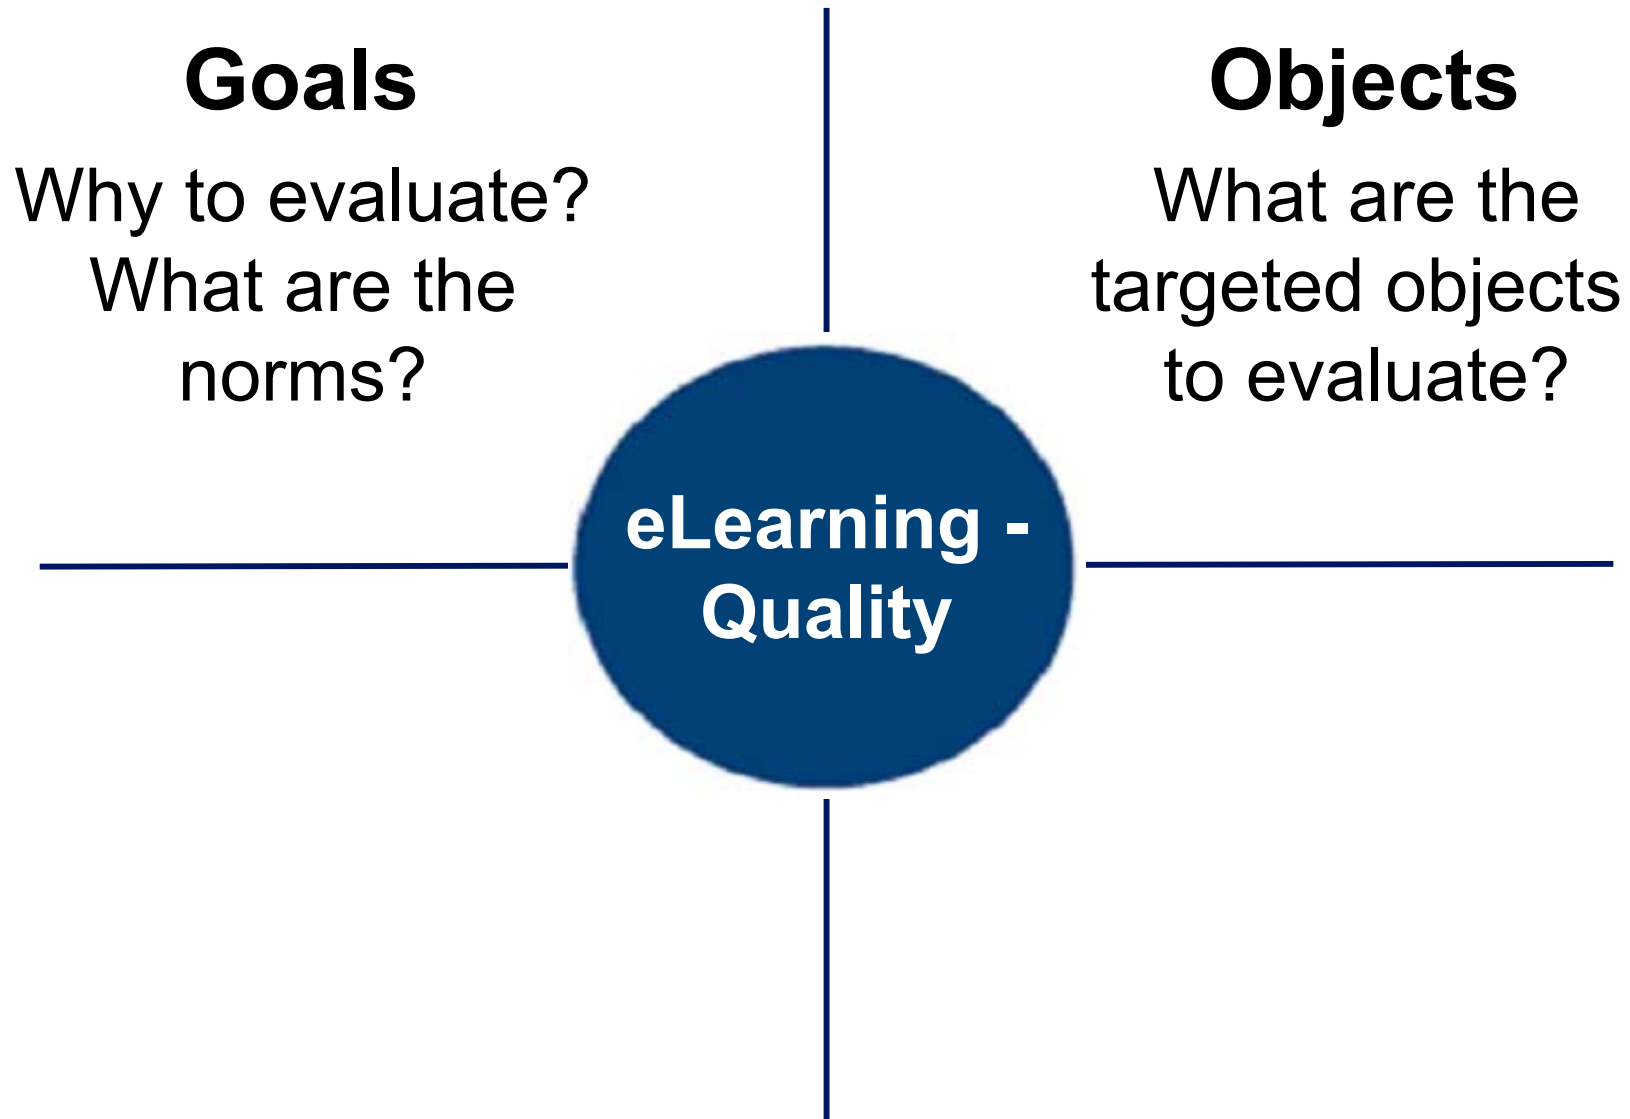 Goals
Why to evaluate?
What are the
norms?
Objects
What are the
targeted objects
to evaluate?
eLearning -
Quality